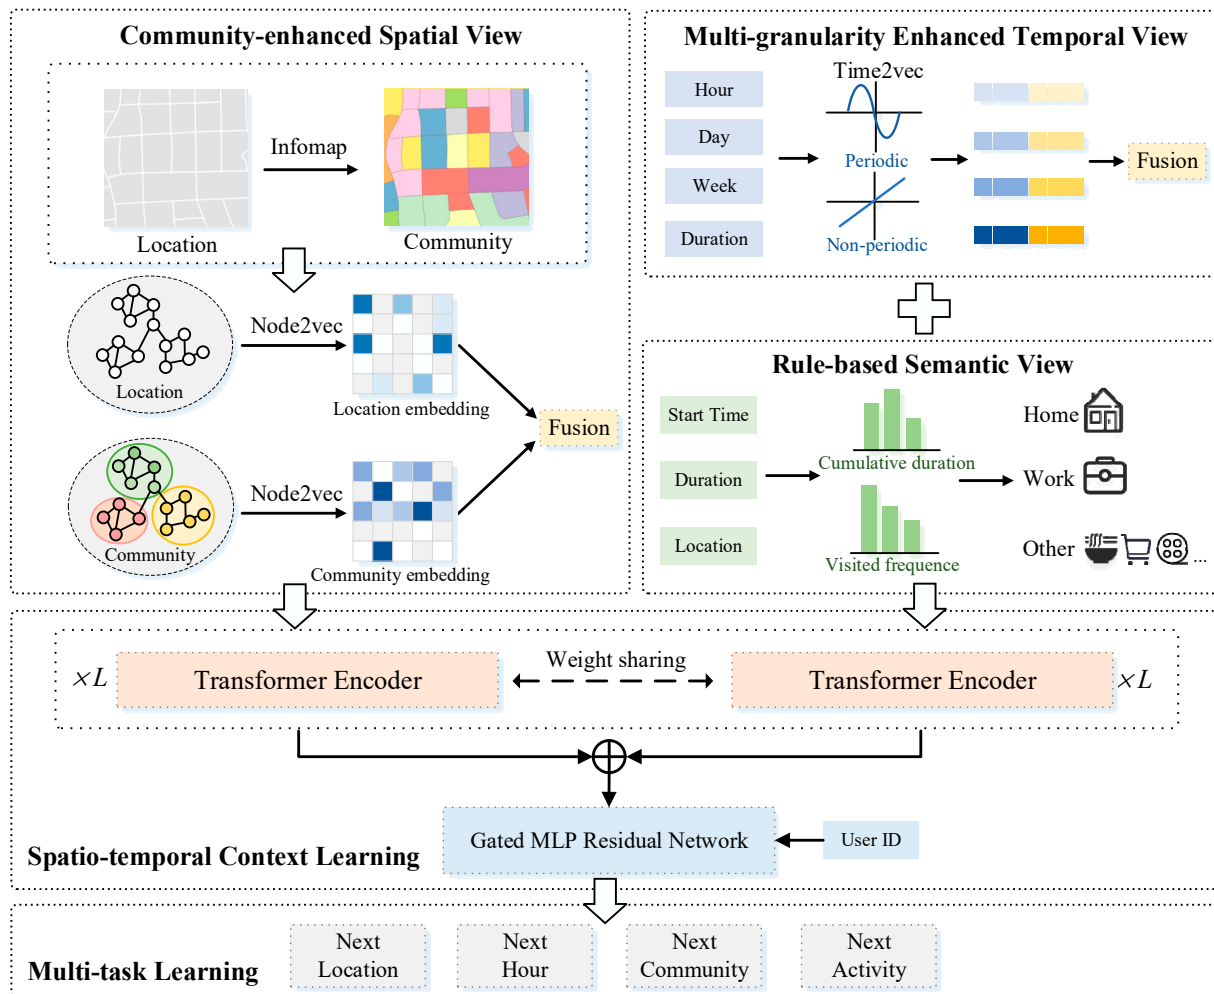 Community-enhanced Spatial View
Location
Infomap
Community
Location
Node2vec
Location embedding
Community
Node2vec
Community embedding
Fusion
Multi-granularity Enhanced Temporal View
Hour
Day
Week
Duration
Time2vec
Periodic
Non-periodic
Fusion
Rule-based Semantic View
Start Time
Duration
Location
Cumulative duration
Visited frequence
Home
Work
Other
...
×L
Transformer Encoder
Weight sharing
Transformer Encoder
×L
Gated MLP Residual Network
User ID
Spatio-temporal Context Learning
Multi-task Learning
Next
Location
Next
Hour
Next
Community
Next
Activity